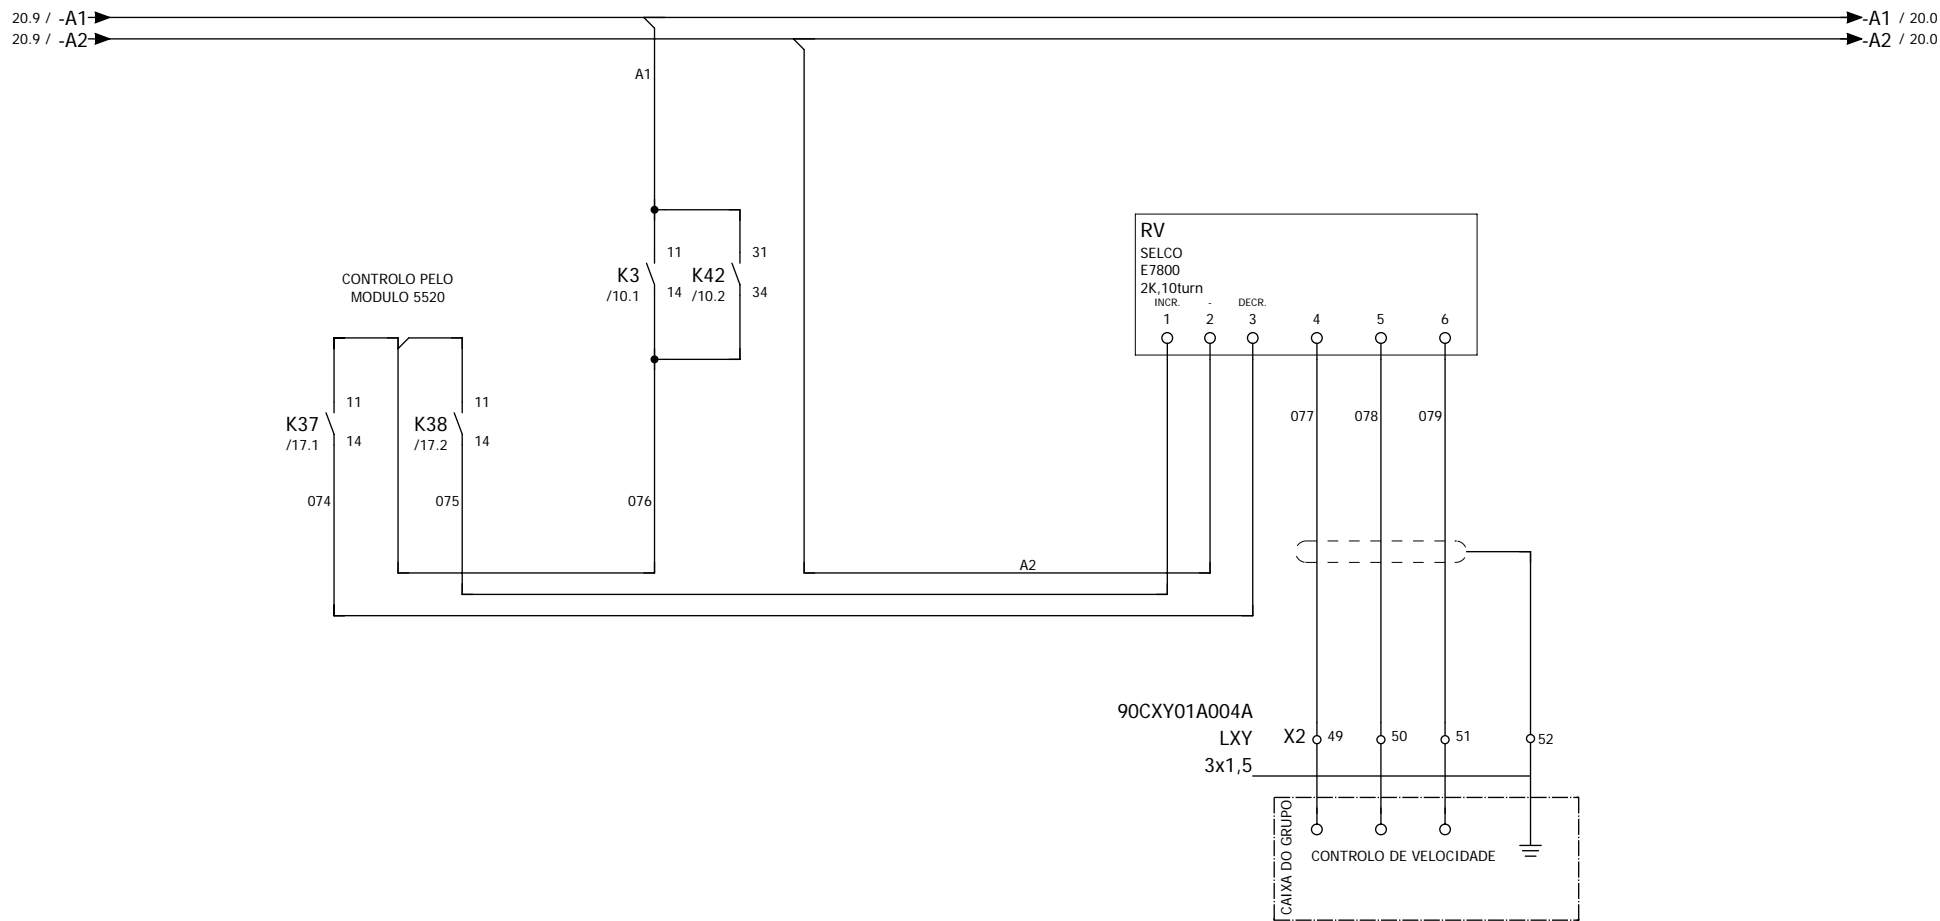 20.9 / -A1
-A1 / 20.0
20.9 / -A2
-A2 / 20.0
A1
RV
SELCO
E7800
2K,10turn
INCR. - DECR.
1 2 3 4 5 6
11
31
K3
K42
/10.1
14
/10.2
34
CONTROLO PELO
MODULO 5520
11
11
K37
K38
/17.1
14
/17.2
14
077
078
079
074
075
076
A2
90CXY01A004A
LXY
3x1,5
X2
49
50
51
52
CAIXA DO GRUPO
CONTROLO DE VELOCIDADE